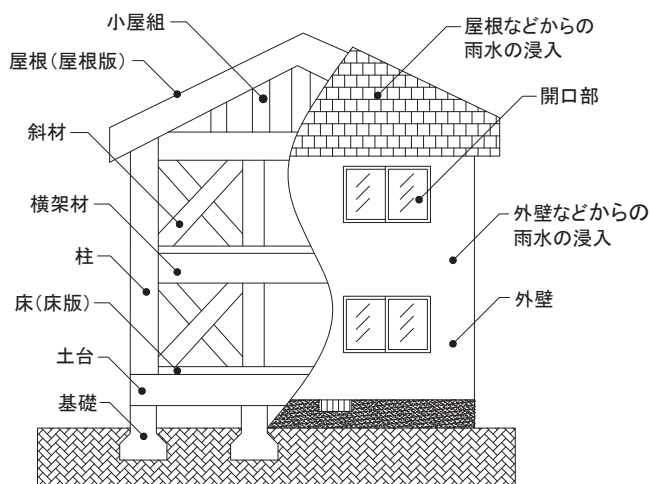 小屋組
屋根(屋根版)
斜材
横架材
柱
床(床版)
土台
基礎
屋根などからの
雨水の浸入
開口部
外壁などからの
雨水の浸入
外壁